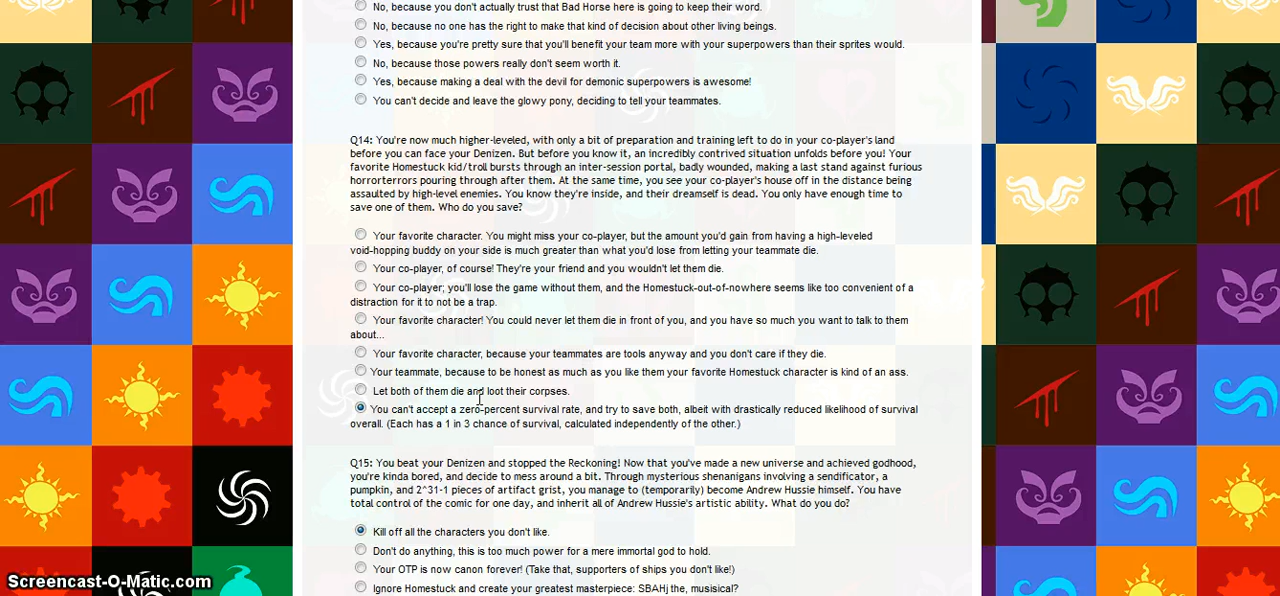 No, because you don't actually trust that Bad Horse here is going to keep their word.
No, because no one has the right to make that kind of decision about other living beings.
Yes, because you're pretty sure that you'll benefit your team more with your superpowers than their sprites would.
No, because those powers really don't seem worth it.
Yes, because making a deal with the devil for demonic superpowers is awesome!
You can't decide and leave the glowy pony, deciding to tell your teammates.
Q14: You're now much higher-leveled, with only a bit of preparation and training left to do in your co-player's land
before you can face your Denizen. But before you know it, an incredibly contrived situation unfolds before you! Your
favorite Homestuck kid/troll bursts through an inter-session portal, badly wounded, making a last stand against furious
horrorterrors pouring through after them. At the same time, you see your co-player's house off in the distance being
assaulted by high-level enemies. You know they're inside, and their dreamself is dead. You only have enough time to
save one of them. Who do you save?
Your favorite character. You might miss your co-player, but the amount you'd gain from having a high-leveled
void-hopping buddy on your side is much greater than what you'd lose from letting your teammate die.
Your co-player, of course! They're your friend and you wouldn't let them die.
Your co-player; you'll lose the game without them, and the Homestuck-out-of-nowhere seems like too convenient of a
distraction for it to not be a trap.
Your favorite character! You could never let them die in front of you, and you have so much you want to talk to them
about...
Your favorite character, because your teammates are tools anyway and you don't care if they die.
Your teammate, because to be honest as much as you like them your favorite Homestuck character is kind of an ass.
Let both of them die and loot their corpses.
You can't accept a zero-percent survival rate, and try to save both, albeit with drastically reduced likelihood of survival
overall. (Each has a 1 in 3 chance of survival, calculated independently of the other.)
Q15: You beat your Denizen and stopped the Reckoning! Now that you've made a new universe and achieved godhood,
you're kinda bored, and decide to mess around a bit. Through mysterious shenanigans involving a sendificator, a
pumpkin, and 2^31-1 pieces of artifact grist, you manage to (temporarily) become Andrew Hussie himself. You have
total control of the comic for one day, and inherit all of Andrew Hussie's artistic ability. What do you do?
Kill off all the characters you don't like.
Don't do anything, this is too much power for a mere immortal god to hold.
Your OTP is now canon forever! (Take that, supporters of ships you don't like!)
Ignore Homestuck and create your greatest masterpiece: SBAHj the, musisical?
Screencast-O-Matic.com